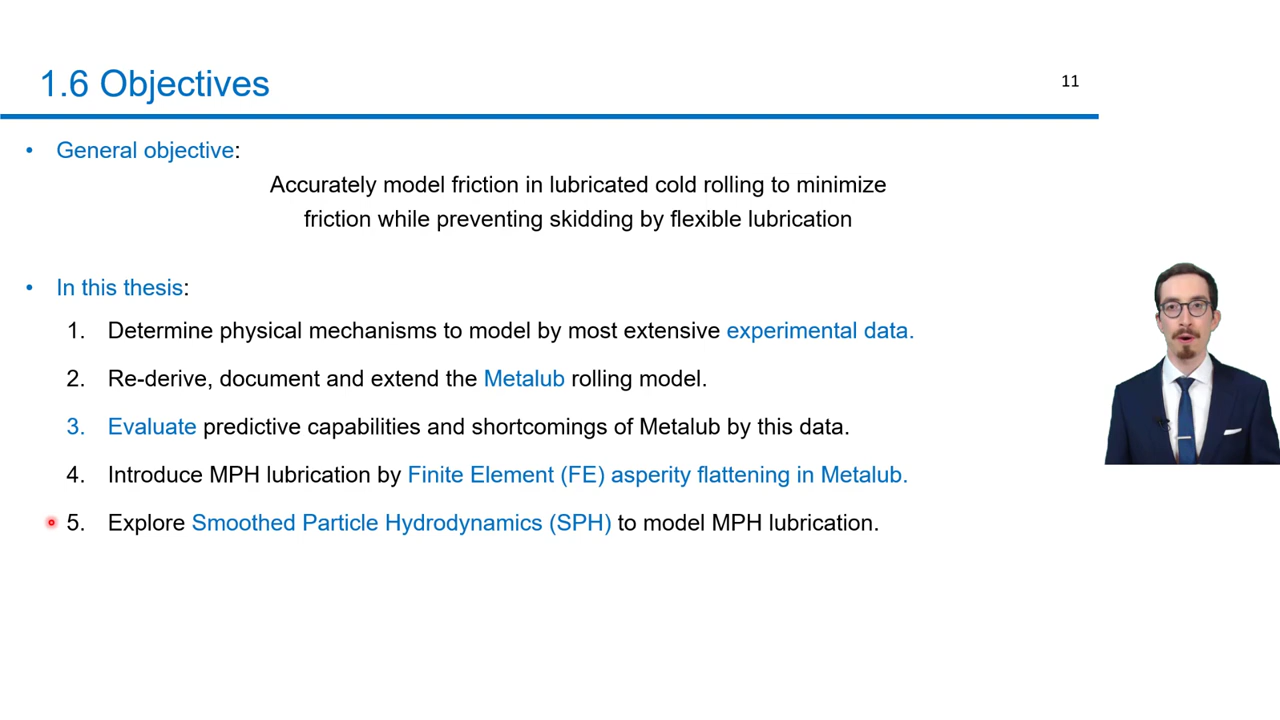 1.6 Objectives
11
• General objective:
Accurately model friction in lubricated cold rolling to minimize
friction while preventing skidding by flexible lubrication
• In this thesis:
1. Determine physical mechanisms to model by most extensive experimental data.
2. Re-derive, document and extend the Metalub rolling model.
3. Evaluate predictive capabilities and shortcomings of Metalub by this data.
4. Introduce MPH lubrication by Finite Element (FE) asperity flattening in Metalub.
5. Explore Smoothed Particle Hydrodynamics (SPH) to model MPH lubrication.